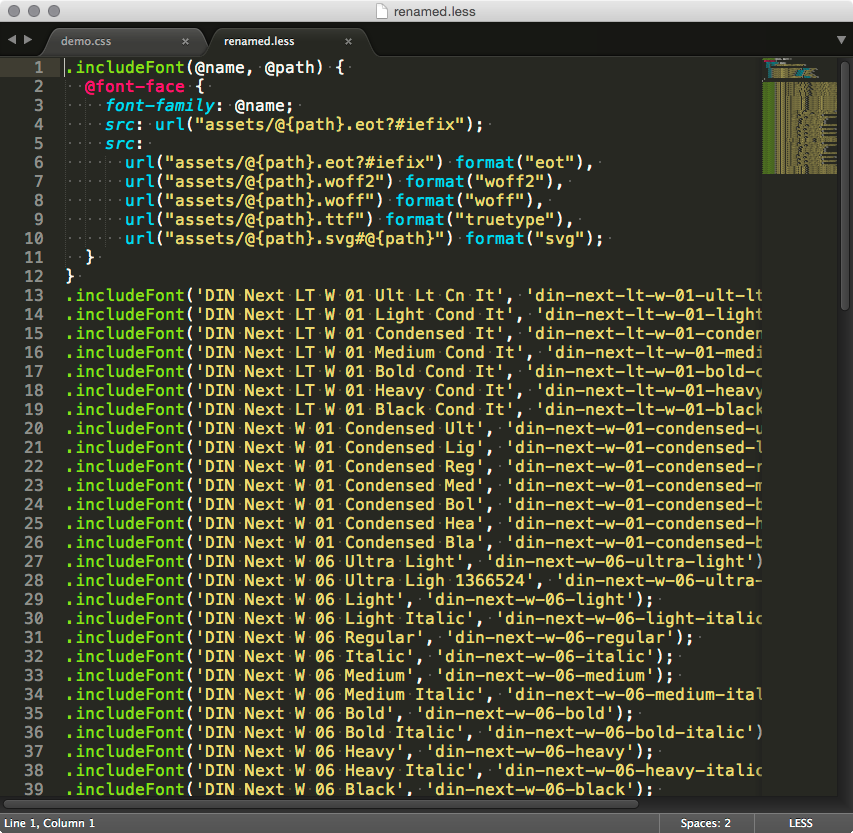 renamed.less
demo.css × renamed.less ×
1 .includeFont(@name, @path) {
2 @font-face {
3 font-family: @name;
4 src: url("assets/@{path}.eot?#iefix");
5 src:
6 url("assets/@{path}.eot?#iefix") format("eot"),
7 url("assets/@{path}.woff2") format("woff2"),
8 url("assets/@{path}.woff") format("woff"),
9 url("assets/@{path}.ttf") format("truetype"),
10 url("assets/@{path}.svg#@{path}") format("svg");
11 }
12 }
13 .includeFont('DIN Next LT W 01 Ult Lt Cn It', 'din-next-lt-w-01-ult-lt
14 .includeFont('DIN Next LT W 01 Light Cond It', 'din-next-lt-w-01-light
15 .includeFont('DIN Next LT W 01 Condensed It', 'din-next-lt-w-01-conden
16 .includeFont('DIN Next LT W 01 Medium Cond It', 'din-next-lt-w-01-medi
17 .includeFont('DIN Next LT W 01 Bold Cond It', 'din-next-lt-w-01-bold-c
18 .includeFont('DIN Next LT W 01 Heavy Cond It', 'din-next-lt-w-01-heavy
19 .includeFont('DIN Next LT W 01 Black Cond It', 'din-next-lt-w-01-black
20 .includeFont('DIN Next W 01 Condensed Ult', 'din-next-w-01-condensed-u
21 .includeFont('DIN Next W 01 Condensed Lig', 'din-next-w-01-condensed-l
22 .includeFont('DIN Next W 01 Condensed Reg', 'din-next-w-01-condensed-r
23 .includeFont('DIN Next W 01 Condensed Med', 'din-next-w-01-condensed-m
24 .includeFont('DIN Next W 01 Condensed Bol', 'din-next-w-01-condensed-b
25 .includeFont('DIN Next W 01 Condensed Hea', 'din-next-w-01-condensed-h
26 .includeFont('DIN Next W 01 Condensed Bla', 'din-next-w-01-condensed-b
27 .includeFont('DIN Next W 06 Ultra Light', 'din-next-w-06-ultra-light')
28 .includeFont('DIN Next W 06 Ultra Ligh 1366524', 'din-next-w-06-ultra-
29 .includeFont('DIN Next W 06 Light', 'din-next-w-06-light');
30 .includeFont('DIN Next W 06 Light Italic', 'din-next-w-06-light-italic
31 .includeFont('DIN Next W 06 Regular', 'din-next-w-06-regular');
32 .includeFont('DIN Next W 06 Italic', 'din-next-w-06-italic');
33 .includeFont('DIN Next W 06 Medium', 'din-next-w-06-medium');
34 .includeFont('DIN Next W 06 Medium Italic', 'din-next-w-06-medium-ital
35 .includeFont('DIN Next W 06 Bold', 'din-next-w-06-bold');
36 .includeFont('DIN Next W 06 Bold Italic', 'din-next-w-06-bold-italic')
37 .includeFont('DIN Next W 06 Heavy', 'din-next-w-06-heavy');
38 .includeFont('DIN Next W 06 Heavy Italic', 'din-next-w-06-heavy-italic
39 .includeFont('DIN Next W 06 Black', 'din-next-w-06-black');
Line 1, Column 1 Spaces: 2 LESS